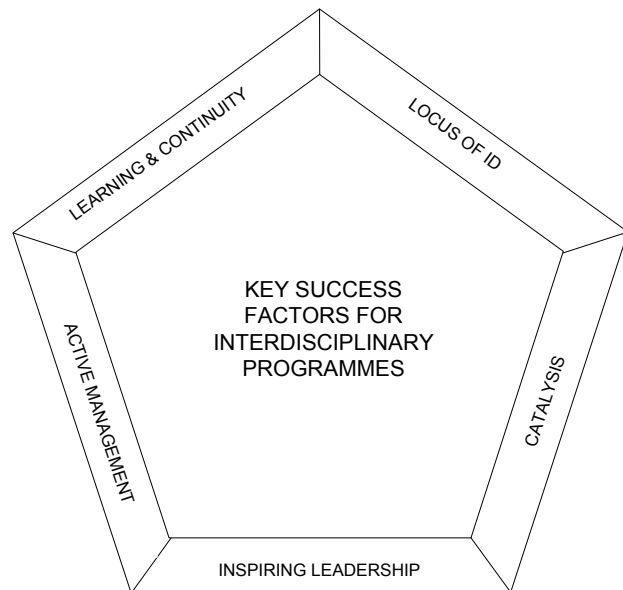 LEARNING & CONTINUITY
LOCUS OF ID
KEY SUCCESS
FACTORS FOR
INTERDISCIPLINARY
PROGRAMMES
ACTIVE MANAGEMENT
CATALYSIS
INSPIRING LEADERSHIP